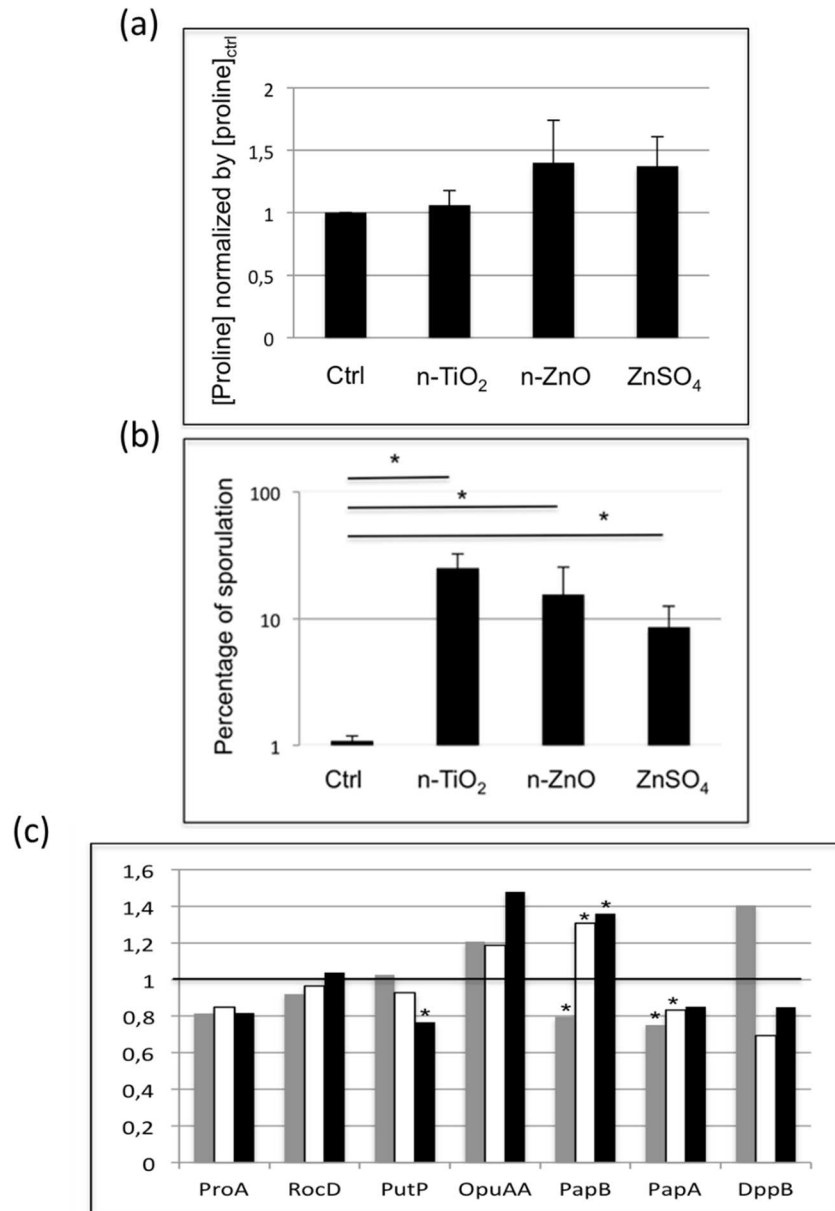 (a)
[Proline] normalized by [proline]ctrl
2
1,5
1
0,5
0
Ctrl n-TiO2 n-ZnO ZnSO4
(b)
Percentage of sporulation
* * *
100
10
1
Ctrl n-TiO2 n-ZnO ZnSO4
(c)
1,6
1,4
1,2
1
0,8
0,6
0,4
0,2
0
* * * * * *
ProA RocD PutP OpuAA PapB PapA DppB